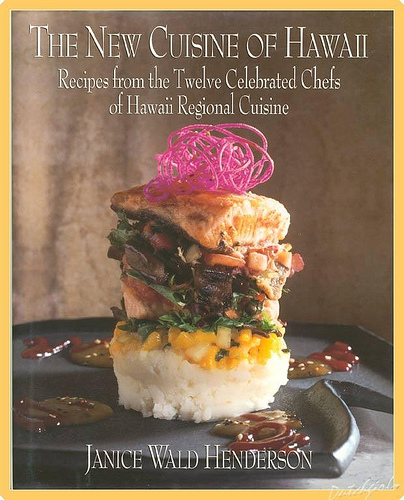 THE NEW CUISINE OF HAWAII
Recipes from the Twelve Celebrated Chefs
of Hawaii Regional Cuisine
JANICE WALD HENDERSON